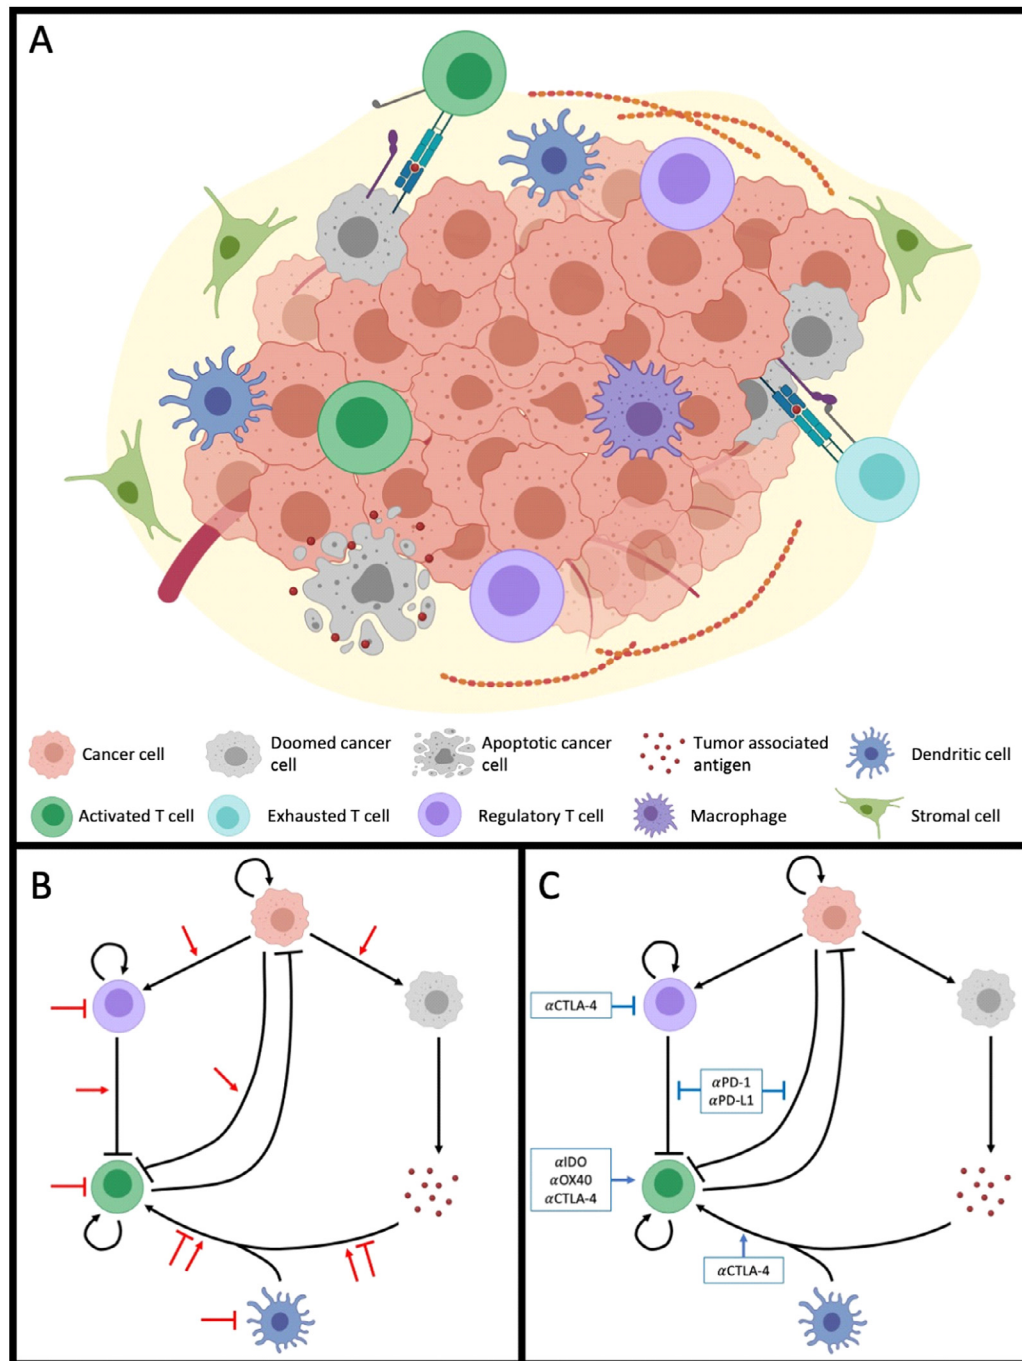 A
Cancer cell
Doomed cancer
cell
Apoptotic cancer
cell
Tumor associated
antigen
Dendritic cell
Activated T cell
Exhausted T cell
Regulatory T cell
Macrophage
Stromal cell
B
C
αCTLA-4
αPD-1
αPD-L1
αIDO
αOX40
αCTLA-4
αCTLA-4